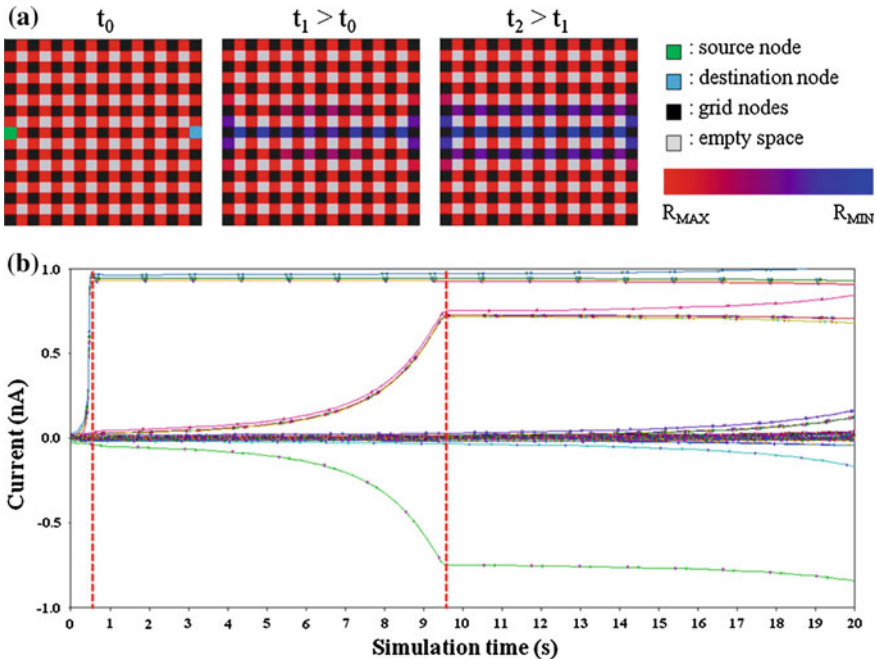 (a)
t0
t1 > t0
t2 > t1
: source node
: destination node
: grid nodes
: empty space
RMAX
RMIN
(b)
1.0
0.5
0.0
-0.5
-1.0
Current (nA)
0 1 2 3 4 5 6 7 8 9 10 11 12 13 14 15 16 17 18 19 20
Simulation time (s)